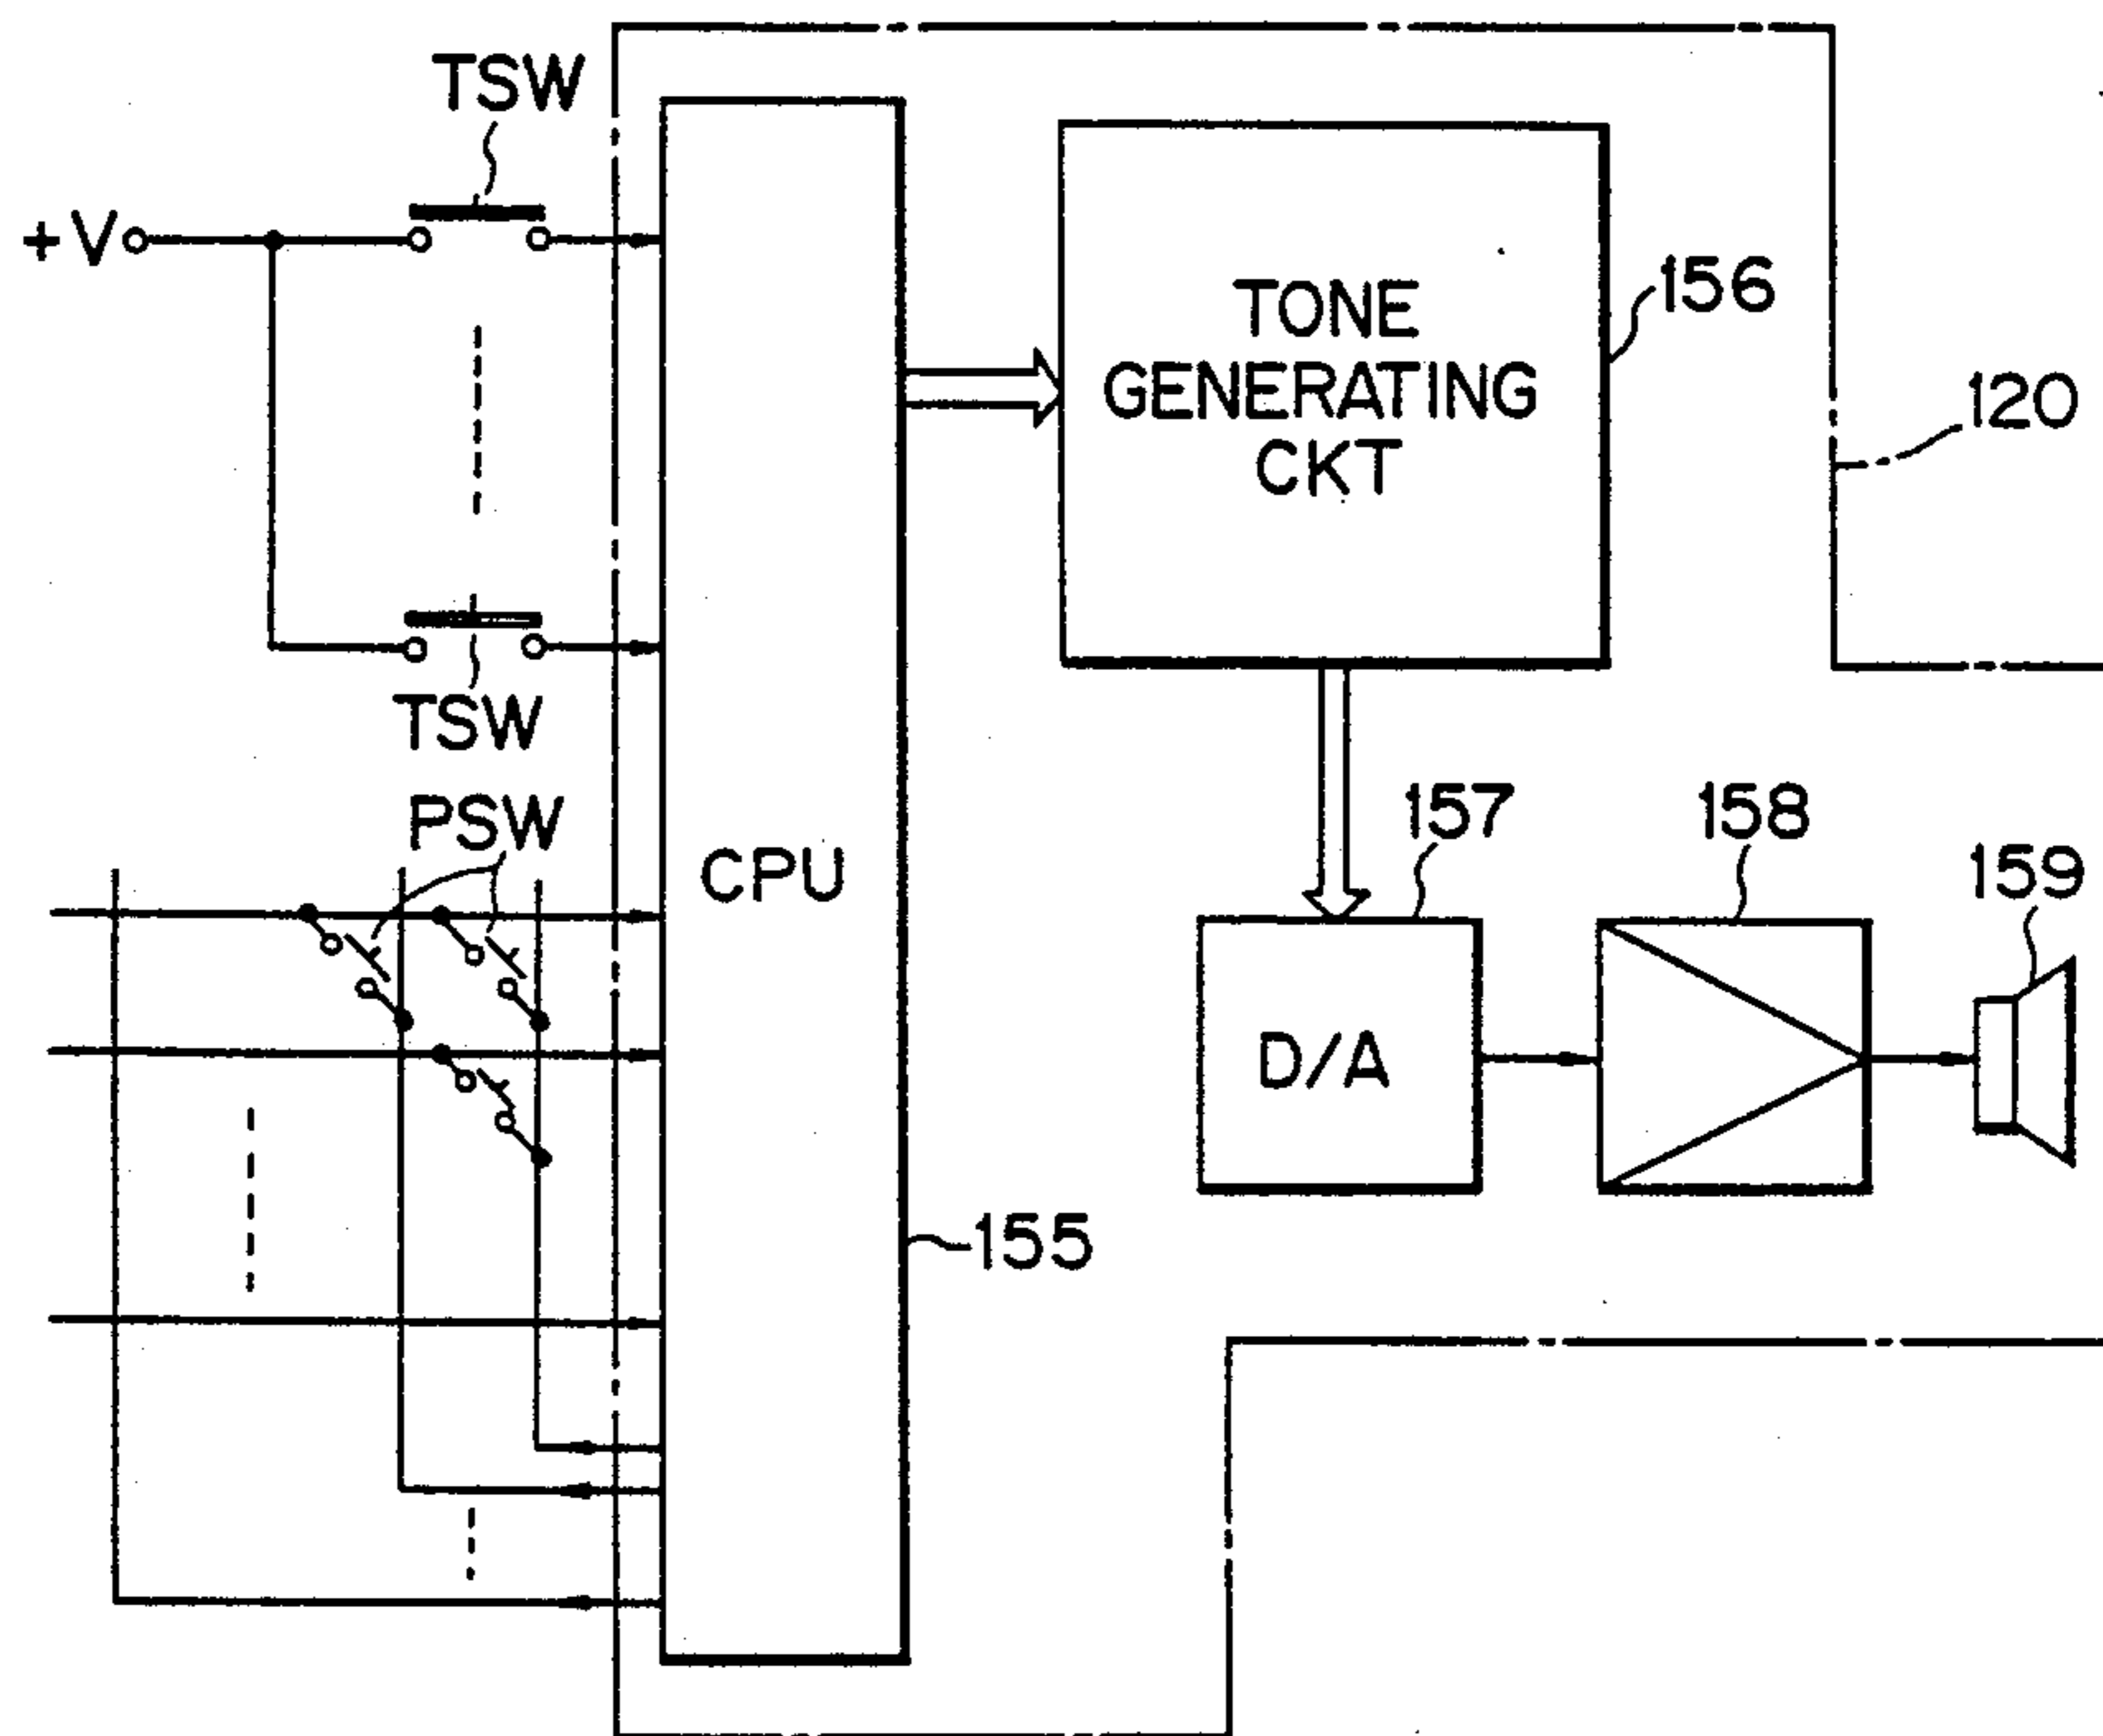 TSW
+V
TONE
GENERATING
CKT
156
120
TSW
PSW
CPU
157
158
159
D/A
155